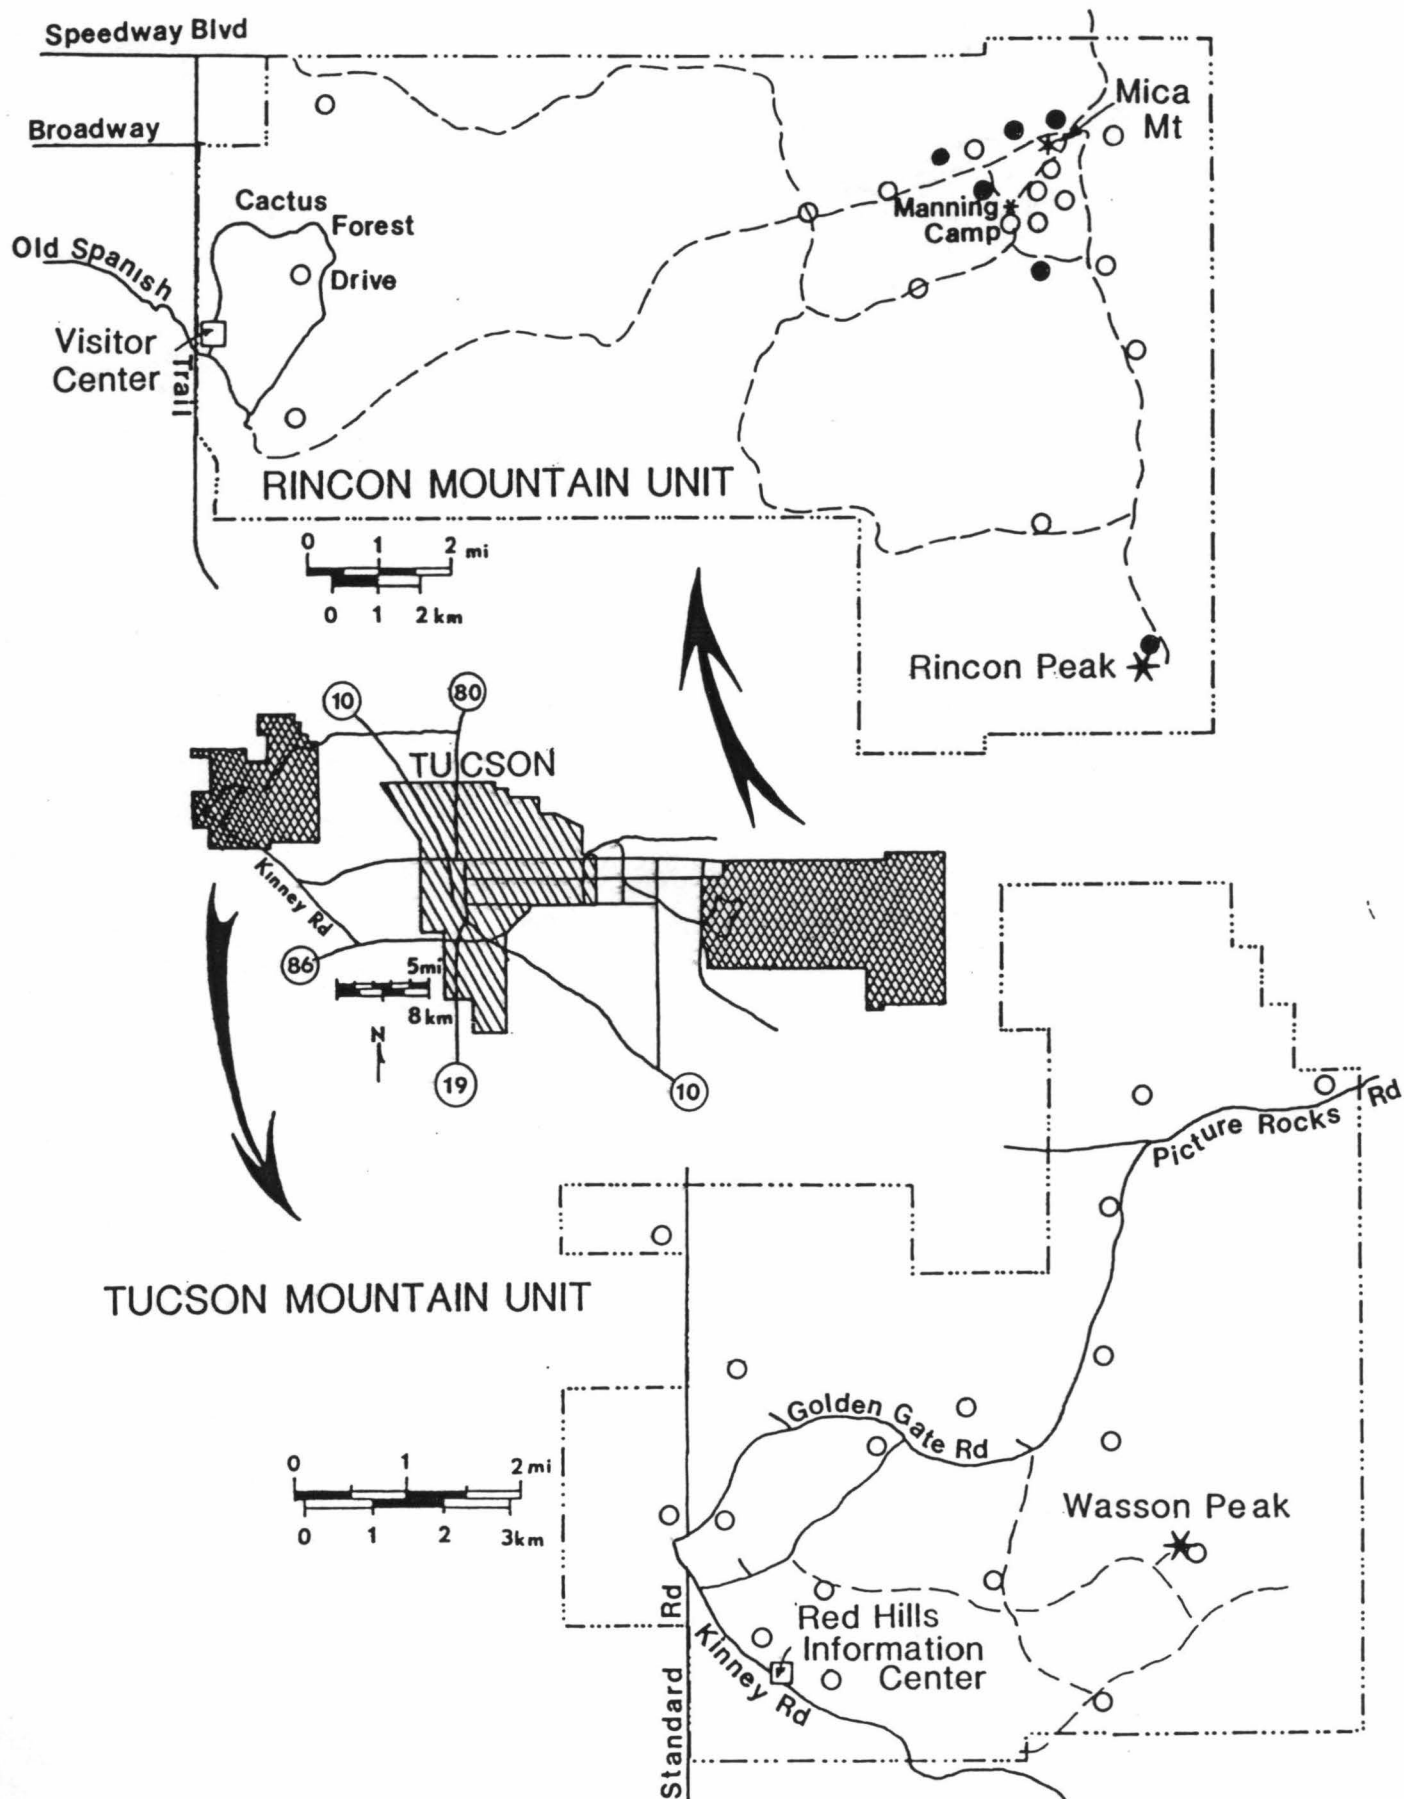 Speedway Blvd
Broadway
Mica
Mt
Cactus
Forest
Drive
Manning
Camp
Old Spanish
Trail
Visitor
Center
RINCON MOUNTAIN UNIT
0 1 2 mi
0 1 2 km
Rincon Peak
10
80
TUCSON
Kinney Rd
86
5mi
8km
N
19
10
Picture Rocks Rd
TUCSON MOUNTAIN UNIT
Golden Gate Rd
0 1 2 mi
0 1 2 3km
Wasson Peak
Red Hills
Information
Center
Kinney Rd
Standard Rd